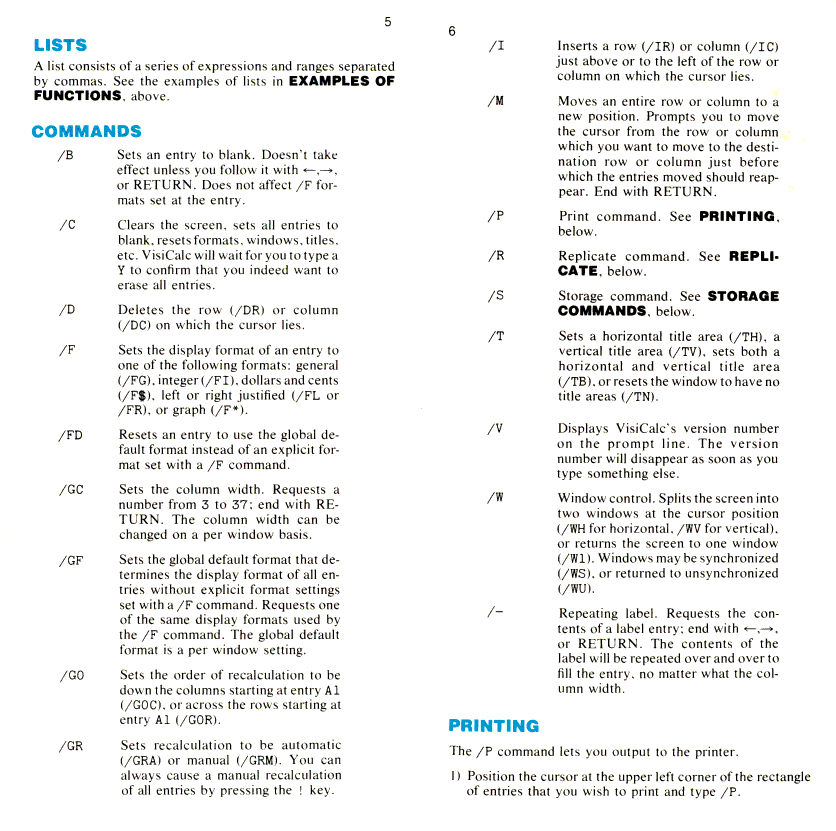 5
LISTS
A list consists of a series of expressions and ranges separated
by commas. See the examples of lists in EXAMPLES OF
FUNCTIONS, above.
COMMANDS
/B Sets an entry to blank. Doesn't take
effect unless you follow it with ←,→,
or RETURN. Does not affect /F for-
mats set at the entry.
/C Clears the screen, sets all entries to
blank, resets formats, windows, titles,
etc. VisiCalc will wait for you to type a
Y to confirm that you indeed want to
erase all entries.
/D Deletes the row (/DR) or column
(/DC) on which the cursor lies.
/F Sets the display format of an entry to
one of the following formats: general
(/FG), integer (/FI), dollars and cents
(/F$), left or right justified (/FL or
/FR), or graph (/F*).
/FD Resets an entry to use the global de-
fault format instead of an explicit for-
mat set with a /F command.
/GC Sets the column width. Requests a
number from 3 to 37; end with RE-
TURN. The column width can be
changed on a per window basis.
/GF Sets the global default format that de-
termines the display format of all en-
tries without explicit format settings
set with a /F command. Requests one
of the same display formats used by
the /F command. The global default
format is a per window setting.
/GO Sets the order of recalculation to be
down the columns starting at entry A1
(/GOC), or across the rows starting at
entry A1 (/GOR).
/GR Sets recalculation to be automatic
(/GRA) or manual (/GRM). You can
always cause a manual recalculation
of all entries by pressing the ! key.
6
/I Inserts a row (/IR) or column (/IC)
just above or to the left of the row or
column on which the cursor lies.
/M Moves an entire row or column to a
new position. Prompts you to move
the cursor from the row or column
which you want to move to the desti-
nation row or column just before
which the entries moved should reap-
pear. End with RETURN.
/P Print command. See PRINTING,
below.
/R Replicate command. See REPLI-
CATE, below.
/S Storage command. See STORAGE
COMMANDS, below.
/T Sets a horizontal title area (/TH), a
vertical title area (/TV), sets both a
horizontal and vertical title area
(/TB), or resets the window to have no
title areas (/TN).
/V Displays VisiCalc's version number
on the prompt line. The version
number will disappear as soon as you
type something else.
/W Window control. Splits the screen into
two windows at the cursor position
(/WH for horizontal, /WV for vertical),
or returns the screen to one window
(/W1). Windows may be synchronized
(/WS), or returned to unsynchronized
(/WU).
/- Repeating label. Requests the con-
tents of a label entry; end with ←,→,
or RETURN. The contents of the
label will be repeated over and over to
fill the entry, no matter what the col-
umn width.
PRINTING
The /P command lets you output to the printer.
1) Position the cursor at the upper left corner of the rectangle
of entries that you wish to print and type /P.